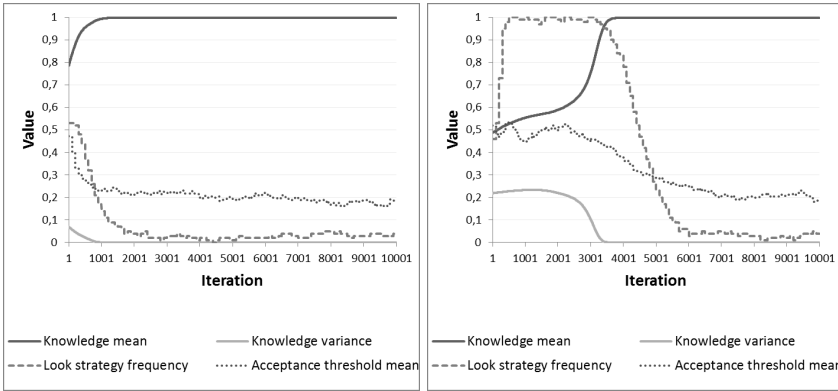 1
0,9
0,8
0,7
0,6
0,5
0,4
0,3
0,2
0,1
0
Value
1 1001 2001 3001 4001 5001 6001 7001 8001 9001 10001
Iteration
Knowledge mean Knowledge variance
Look strategy frequency Acceptance threshold mean
1
0,9
0,8
0,7
0,6
0,5
0,4
0,3
0,2
0,1
0
Value
1 1001 2001 3001 4001 5001 6001 7001 8001 9001 10001
Iteration
Knowledge mean Knowledge variance
Look strategy frequency Acceptance threshold mean